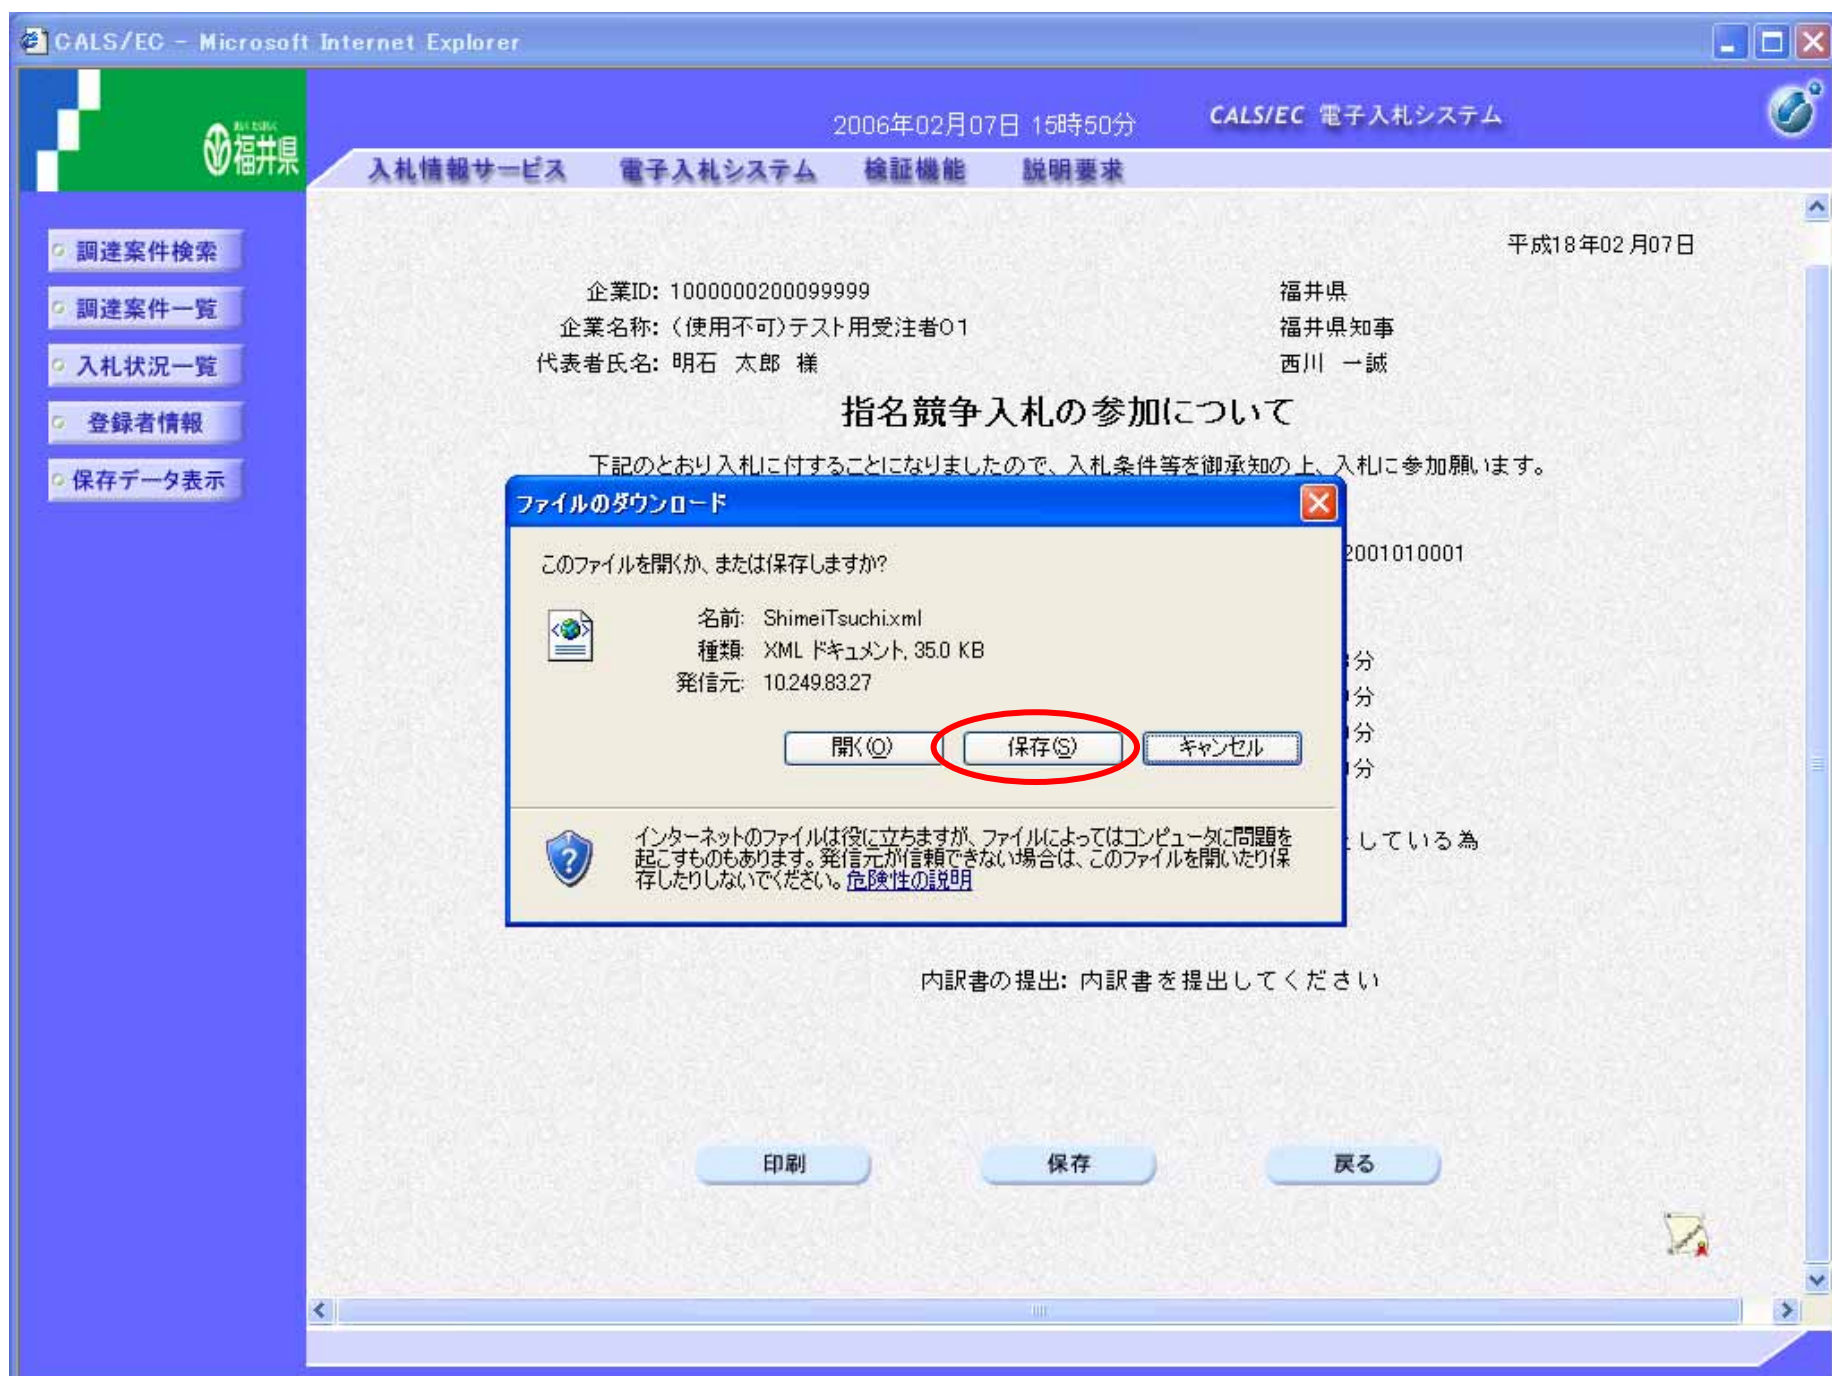 CALS/EC - Microsoft Internet Explorer
福井県
2006年02月07日 15時50分
CALS/EC 電子入札システム
入札情報サービス
電子入札システム
検証機能
説明要求
調達案件検索
調達案件一覧
入札状況一覧
登録者情報
保存データ表示
平成18年02月07日
企業ID: 1000000200099999
福井県
企業名称: (使用不可)テスト用受注者01
福井県知事
代表者氏名: 明石 太郎 様
西川 一誠
指名競争入札の参加について
下記のとおり入札に付することになりましたので、入札条件等を御承知の上、入札に参加願います。
ファイルのダウンロード
このファイルを開くか、または保存しますか?
2001010001
名前: ShimeiTsuchi.xml
種類: XML ドキュメント, 35.0 KB
分
発信元: 10.249.83.27
分
開く(O)
保存(S)
キャンセル
分
分
インターネットのファイルは役に立ちますが、ファイルによってはコンピュータに問題を
起こすものもあります。発信元が信頼できない場合は、このファイルを開いたり保
存したりしないでください。危険性の説明
している為
内訳書の提出: 内訳書を提出してください
印刷
保存
戻る